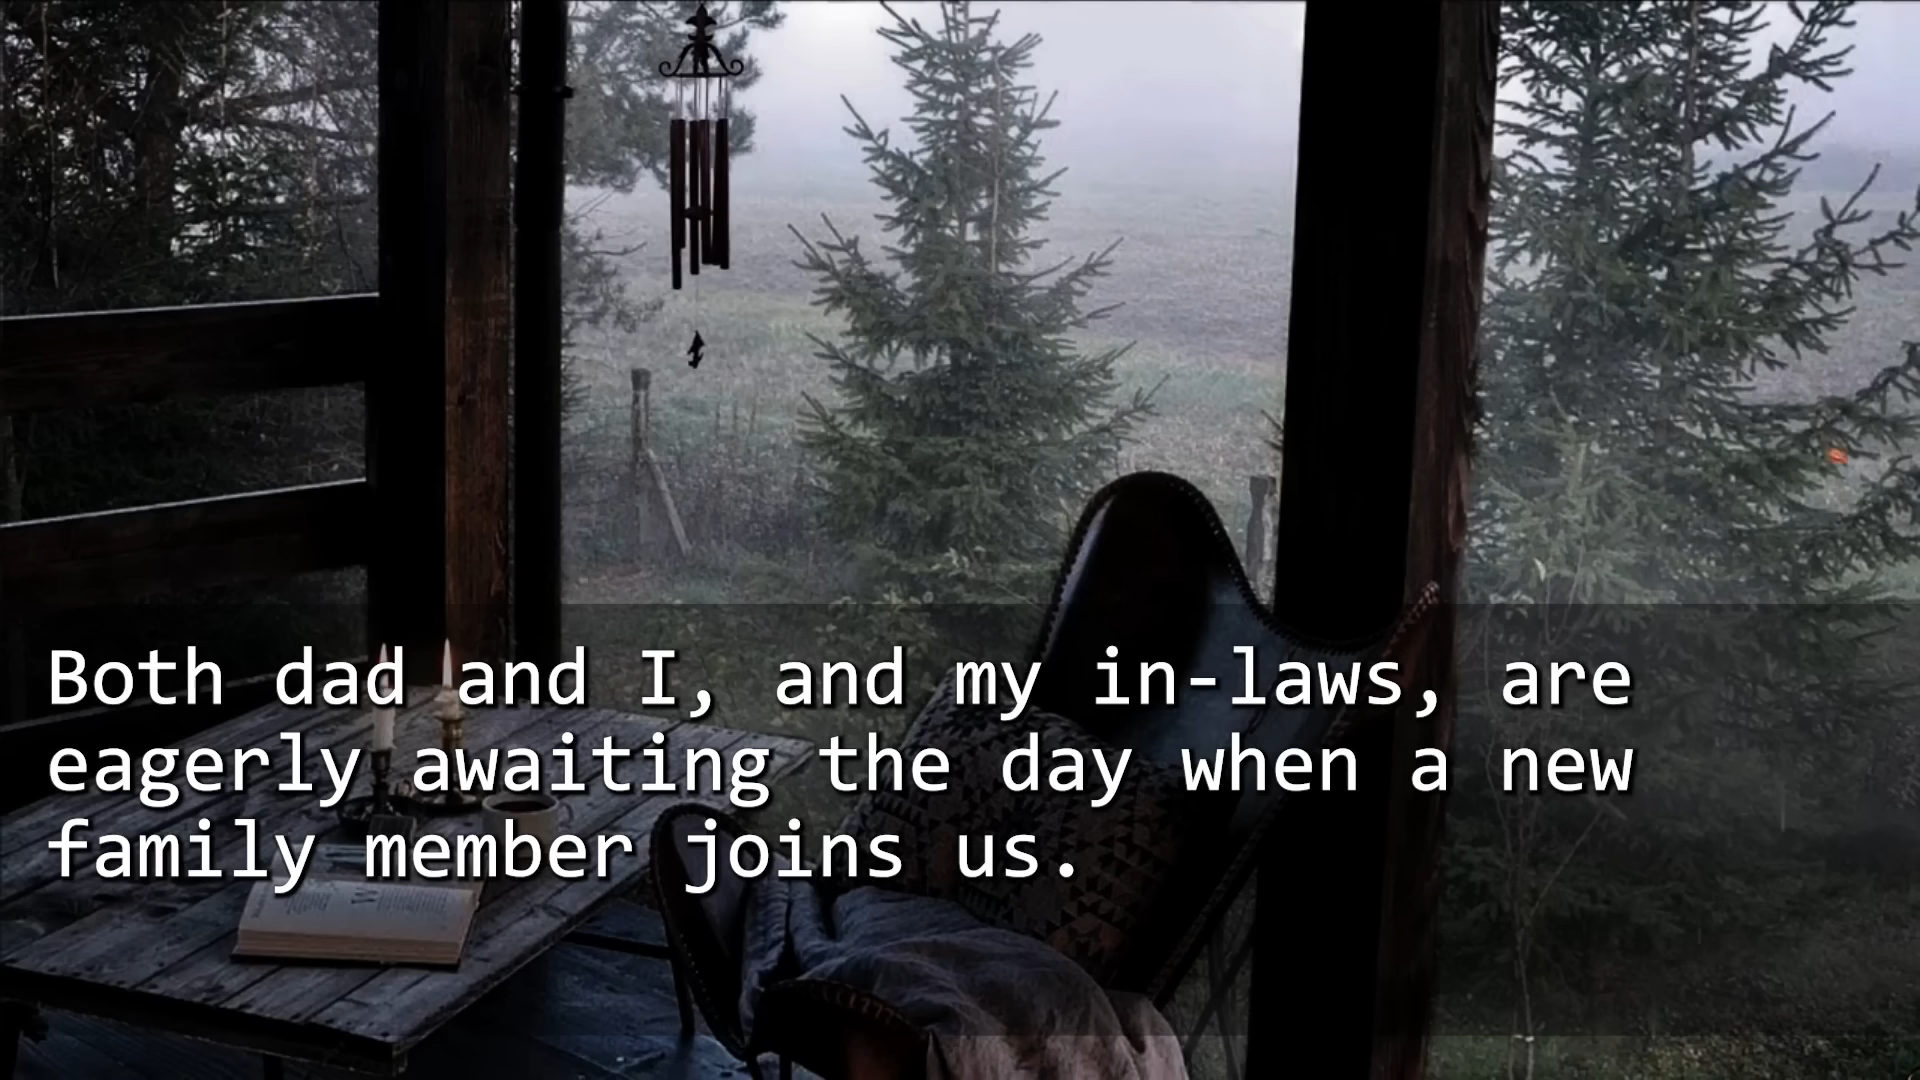 Both dad and I, and my in-laws, are
eagerly awaiting the day when a new
family member joins us.